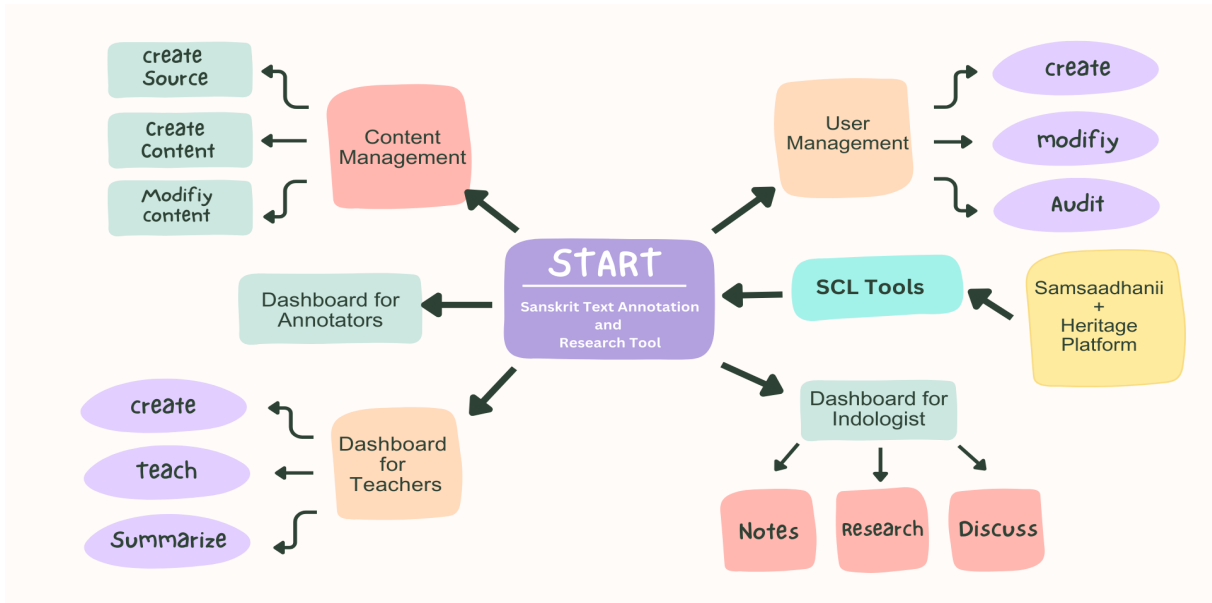 create
Source
Create
Content
Modifiy
content
Content
Management
User
Management
create
modifiy
Audit
START
Sanskrit Text Annotation
and
Research Tool
SCL Tools
Samsaadhanii
+
Heritage
Platform
Dashboard for
Annotators
Dashboard
for
Teachers
create
Teach
Summarize
Dashboard for
Indologist
Notes
Research
Discuss